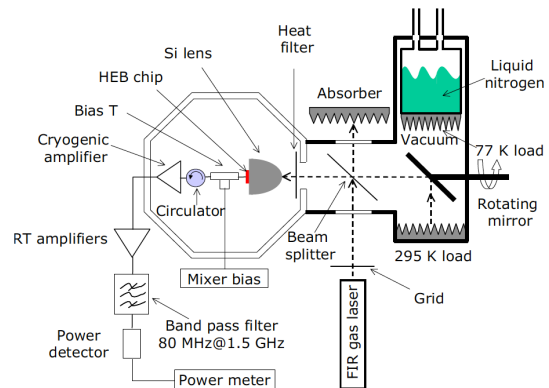 Si lens
Heat
filter
HEB chip
Bias T
Cryogenic
amplifier
Absorber
Liquid
nitrogen
Vacuum
77 K load
Circulator
Rotating
mirror
RT amplifiers
Beam
splitter
295 K load
Mixer bias
Grid
Band pass filter
80 MHz@1.5 GHz
Power
detector
FIR gas laser
Power meter